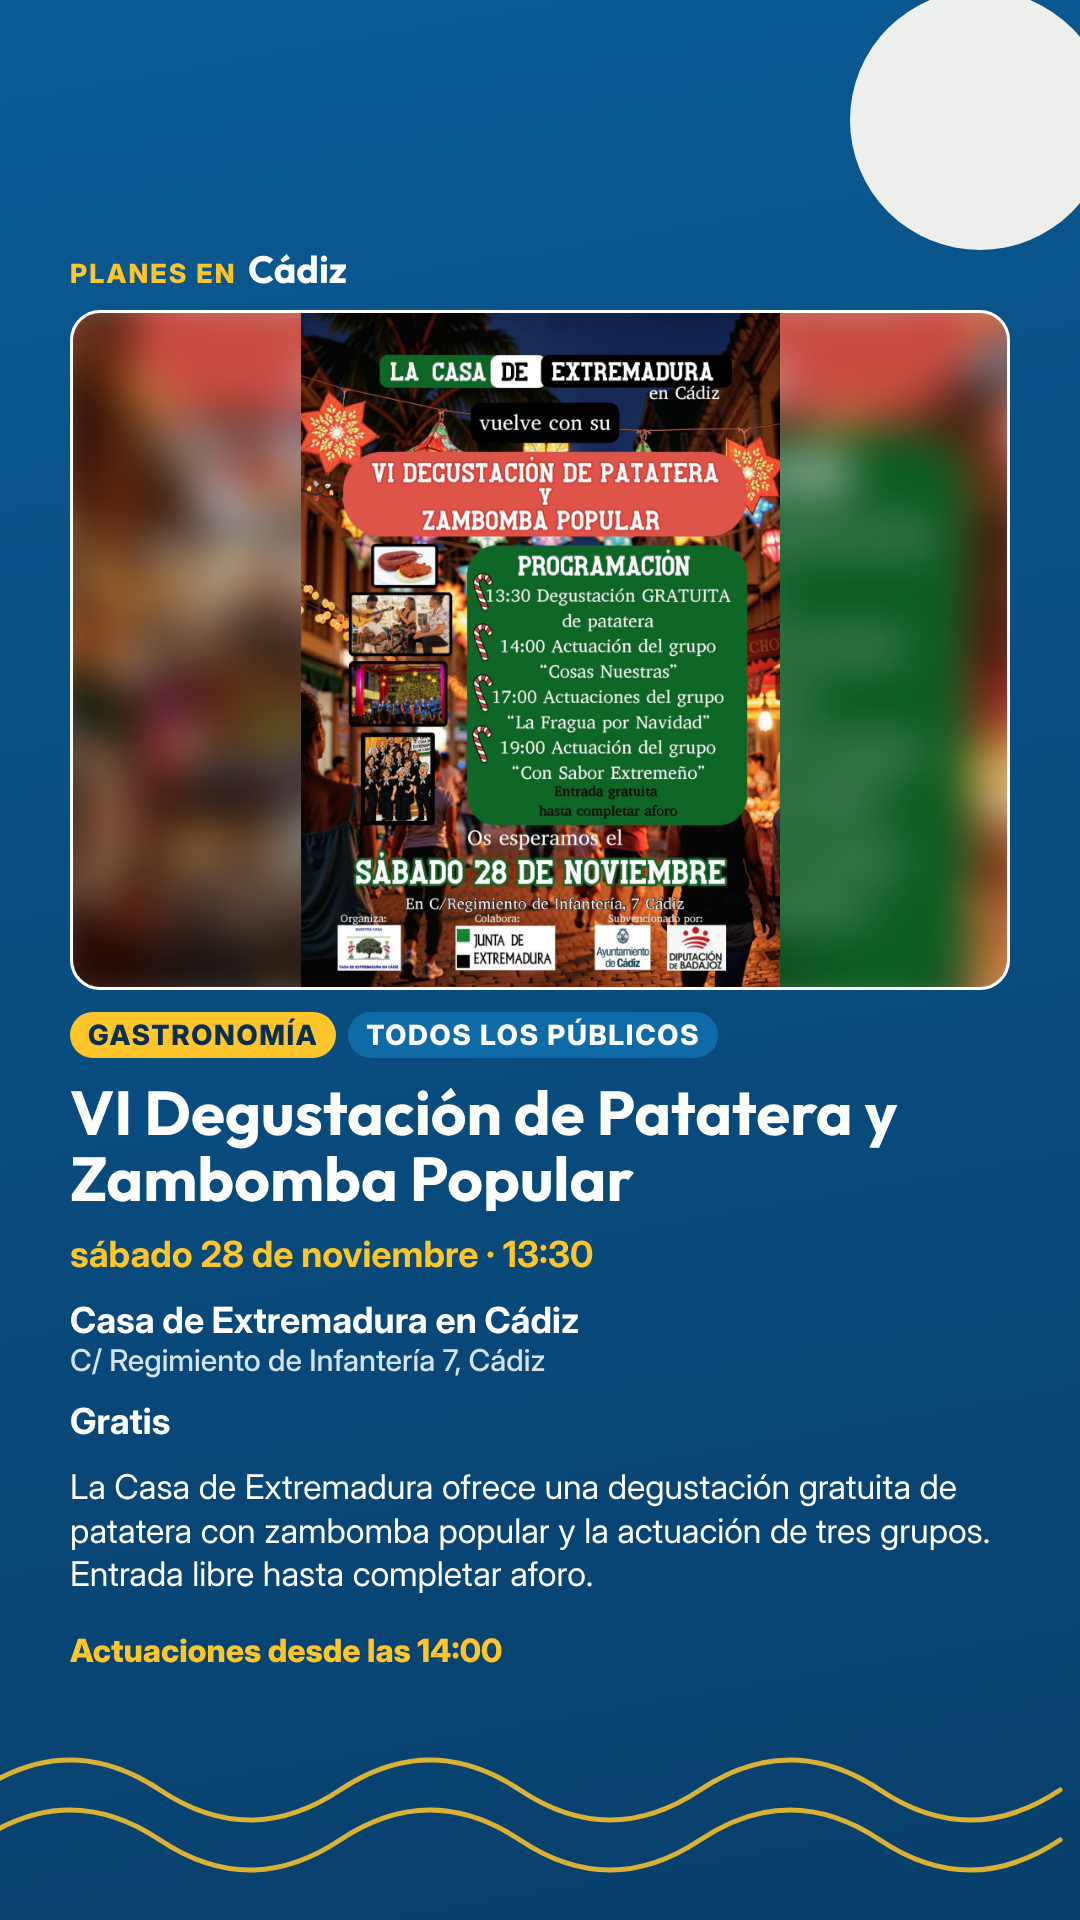 PLANES EN Cádiz
LA CASA DE EXTREMADURA
en Cádiz
vuelve con su
VI DEGUSTACIÓN DE PATATERA
Y
ZAMBOMBA POPULAR
PROGRAMACIÓN
13:30 Degustación GRATUITA
de patatera
14:00 Actuación del grupo
“Cosas Nuestras”
17:00 Actuaciones del grupo
“La Fragua por Navidad”
19:00 Actuación del grupo
“Con Sabor Extremeño”
Entrada gratuita
hasta completar aforo
Os esperamos el
SÁBADO 28 DE NOVIEMBRE
En C/Regimiento de Infantería, 7 Cádiz
Organiza:
Colabora:
Subvencionado por:
NUESTRA CASA
CASA DE EXTREMADURA EN CÁDIZ
JUNTA DE
EXTREMADURA
Ayuntamiento
de Cádiz
DIPUTACIÓN
DE BADAJOZ
GASTRONOMÍA
TODOS LOS PÚBLICOS
VI Degustación de Patatera y
Zambomba Popular
sábado 28 de noviembre · 13:30
Casa de Extremadura en Cádiz
C/ Regimiento de Infantería 7, Cádiz
Gratis
La Casa de Extremadura ofrece una degustación gratuita de
patatera con zambomba popular y la actuación de tres grupos.
Entrada libre hasta completar aforo.
Actuaciones desde las 14:00